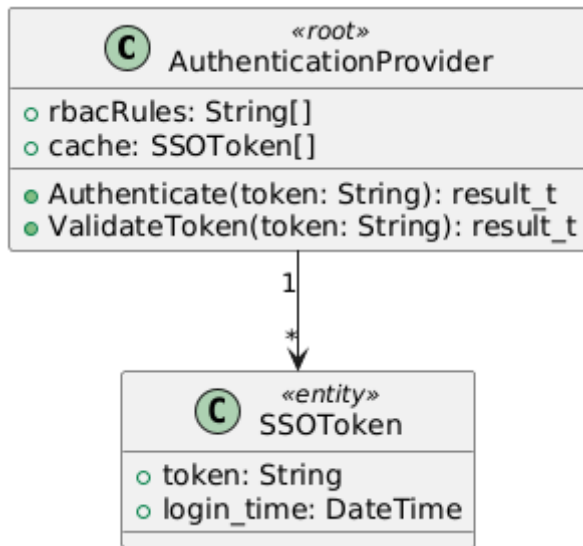 C
«root»
AuthenticationProvider
rbacRules: String[]
cache: SSOToken[]
Authenticate(token: String): result_t
ValidateToken(token: String): result_t
1
*
C
«entity»
SSOToken
token: String
login_time: DateTime